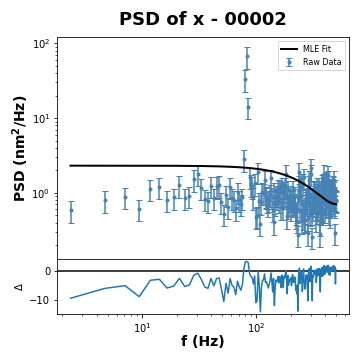 PSD of x - 00002
PSD (nm²/Hz)
10²
10¹
10⁰
MLE Fit
Raw Data
Δ
0
−10
10¹
10²
f (Hz)